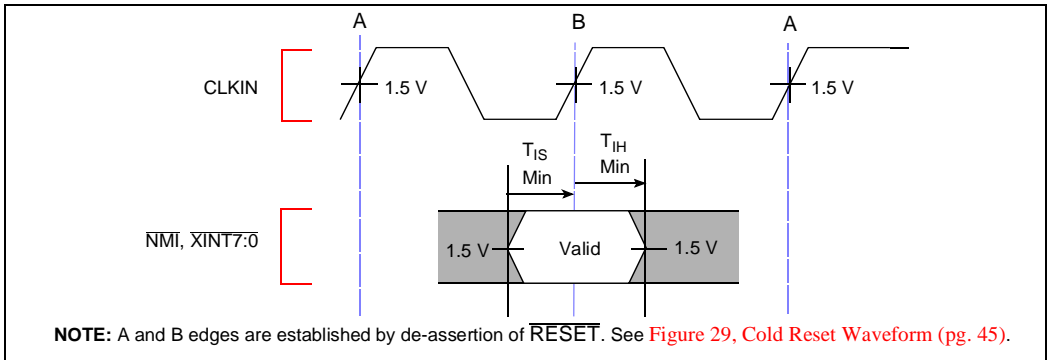 A B A
CLKIN 1.5 V 1.5 V 1.5 V
TIS TIH
Min Min
NMI, XINT7:0 1.5 V Valid 1.5 V
NOTE: A and B edges are established by de-assertion of RESET. See Figure 29, Cold Reset Waveform (pg. 45).